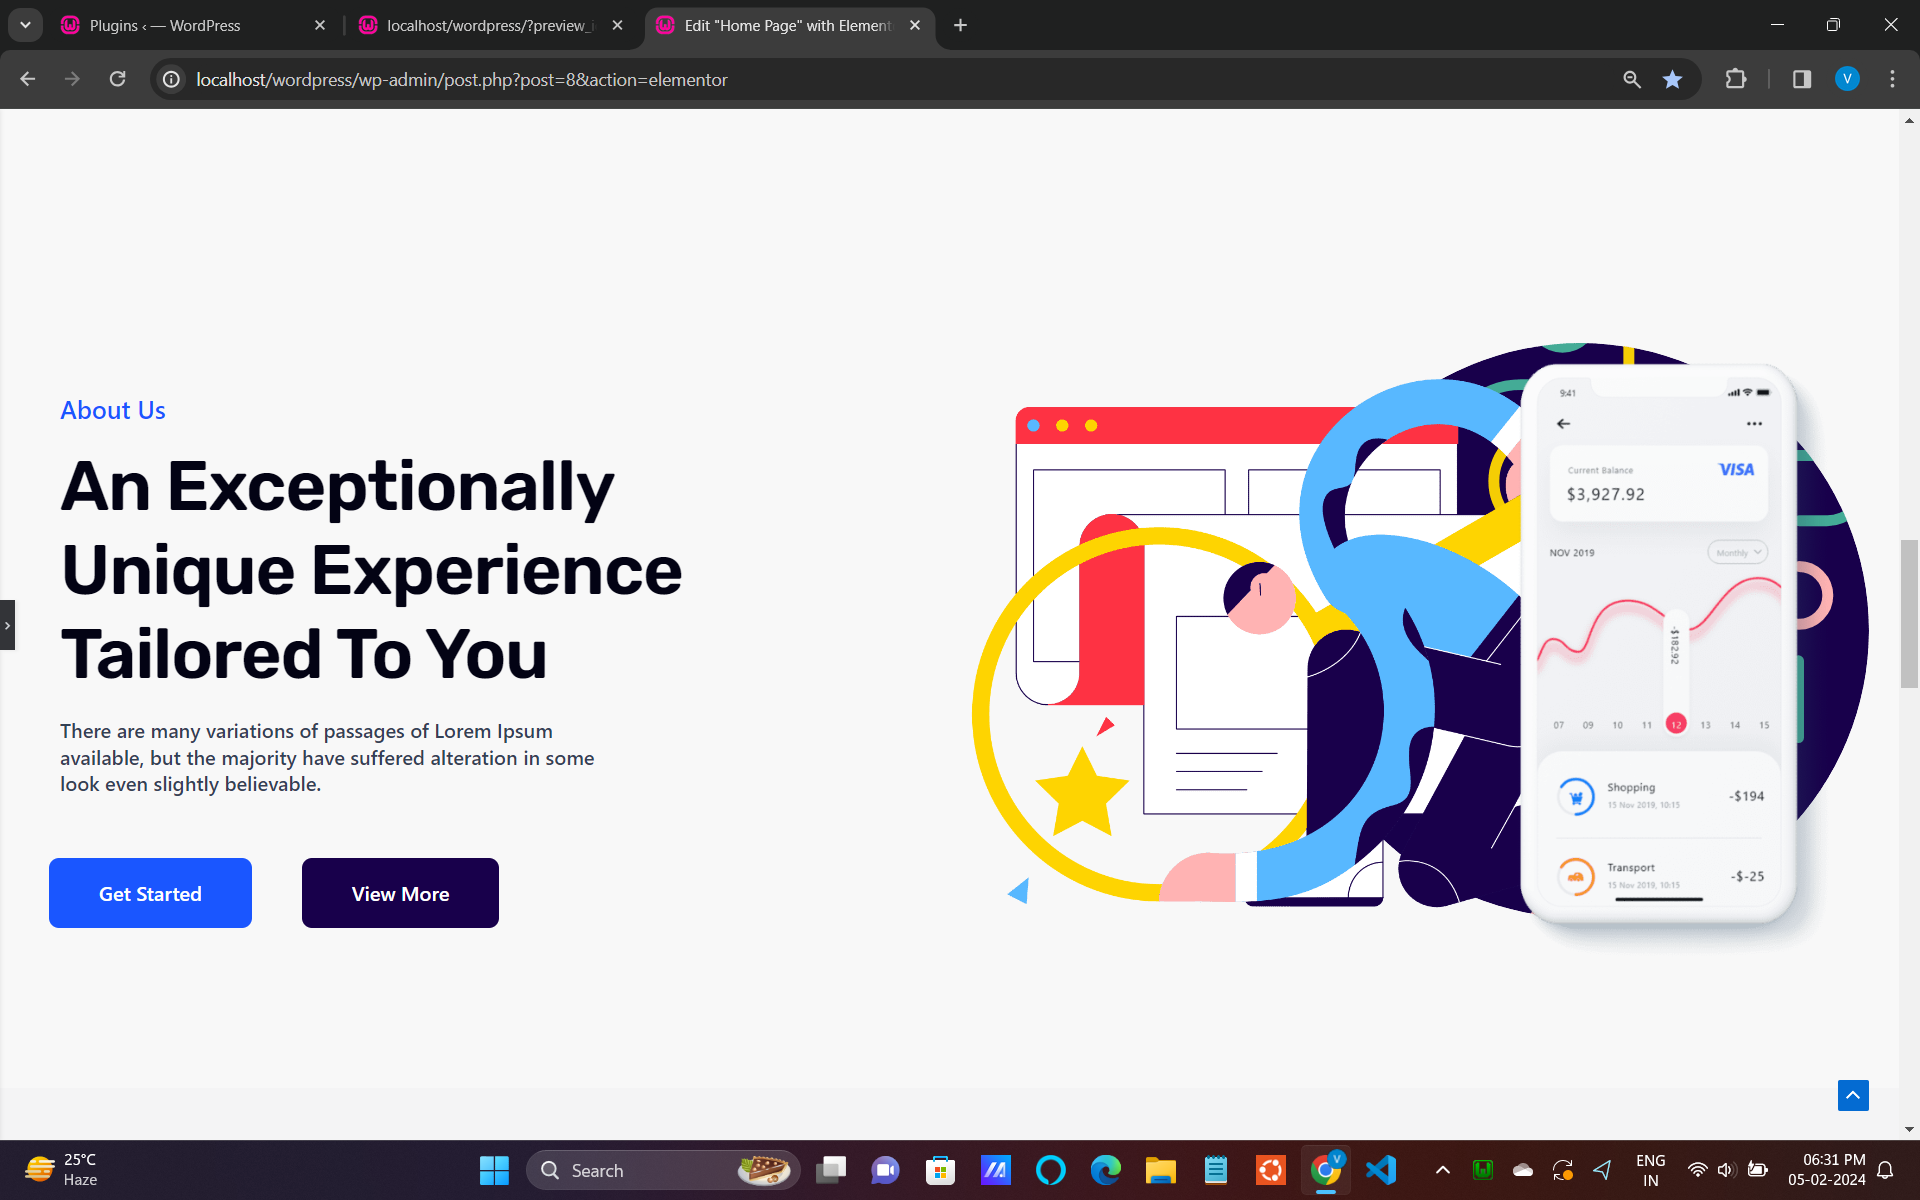 Plugins ‹ — WordPress
localhost/wordpress/?preview_i
Edit "Home Page" with Element
localhost/wordpress/wp-admin/post.php?post=8&action=elementor
V
About Us
An Exceptionally
Unique Experience
Tailored To You
There are many variations of passages of Lorem Ipsum
available, but the majority have suffered alteration in some
look even slightly believable.
Get Started
View More
9:41
Current Balance
VISA
$3,927.92
NOV 2019
Monthly
-$182.92
07 09 10 11 12 13 14 15
Shopping
15 Nov 2019, 10:15
-$194
Transport
15 Nov 2019, 10:15
-$-25
25°C
Haze
Search
V
ENG
IN
06:31 PM
05-02-2024